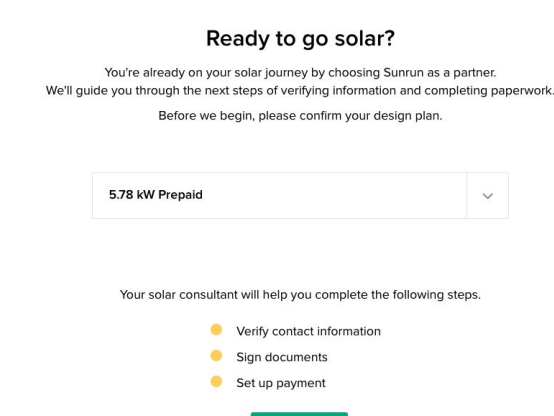 Ready to go solar?
You're already on your solar journey by choosing Sunrun as a partner.
We'll guide you through the next steps of verifying information and completing paperwork.
Before we begin, please confirm your design plan.
5.78 kW Prepaid
Your solar consultant will help you complete the following steps.
Verify contact information
Sign documents
Set up payment